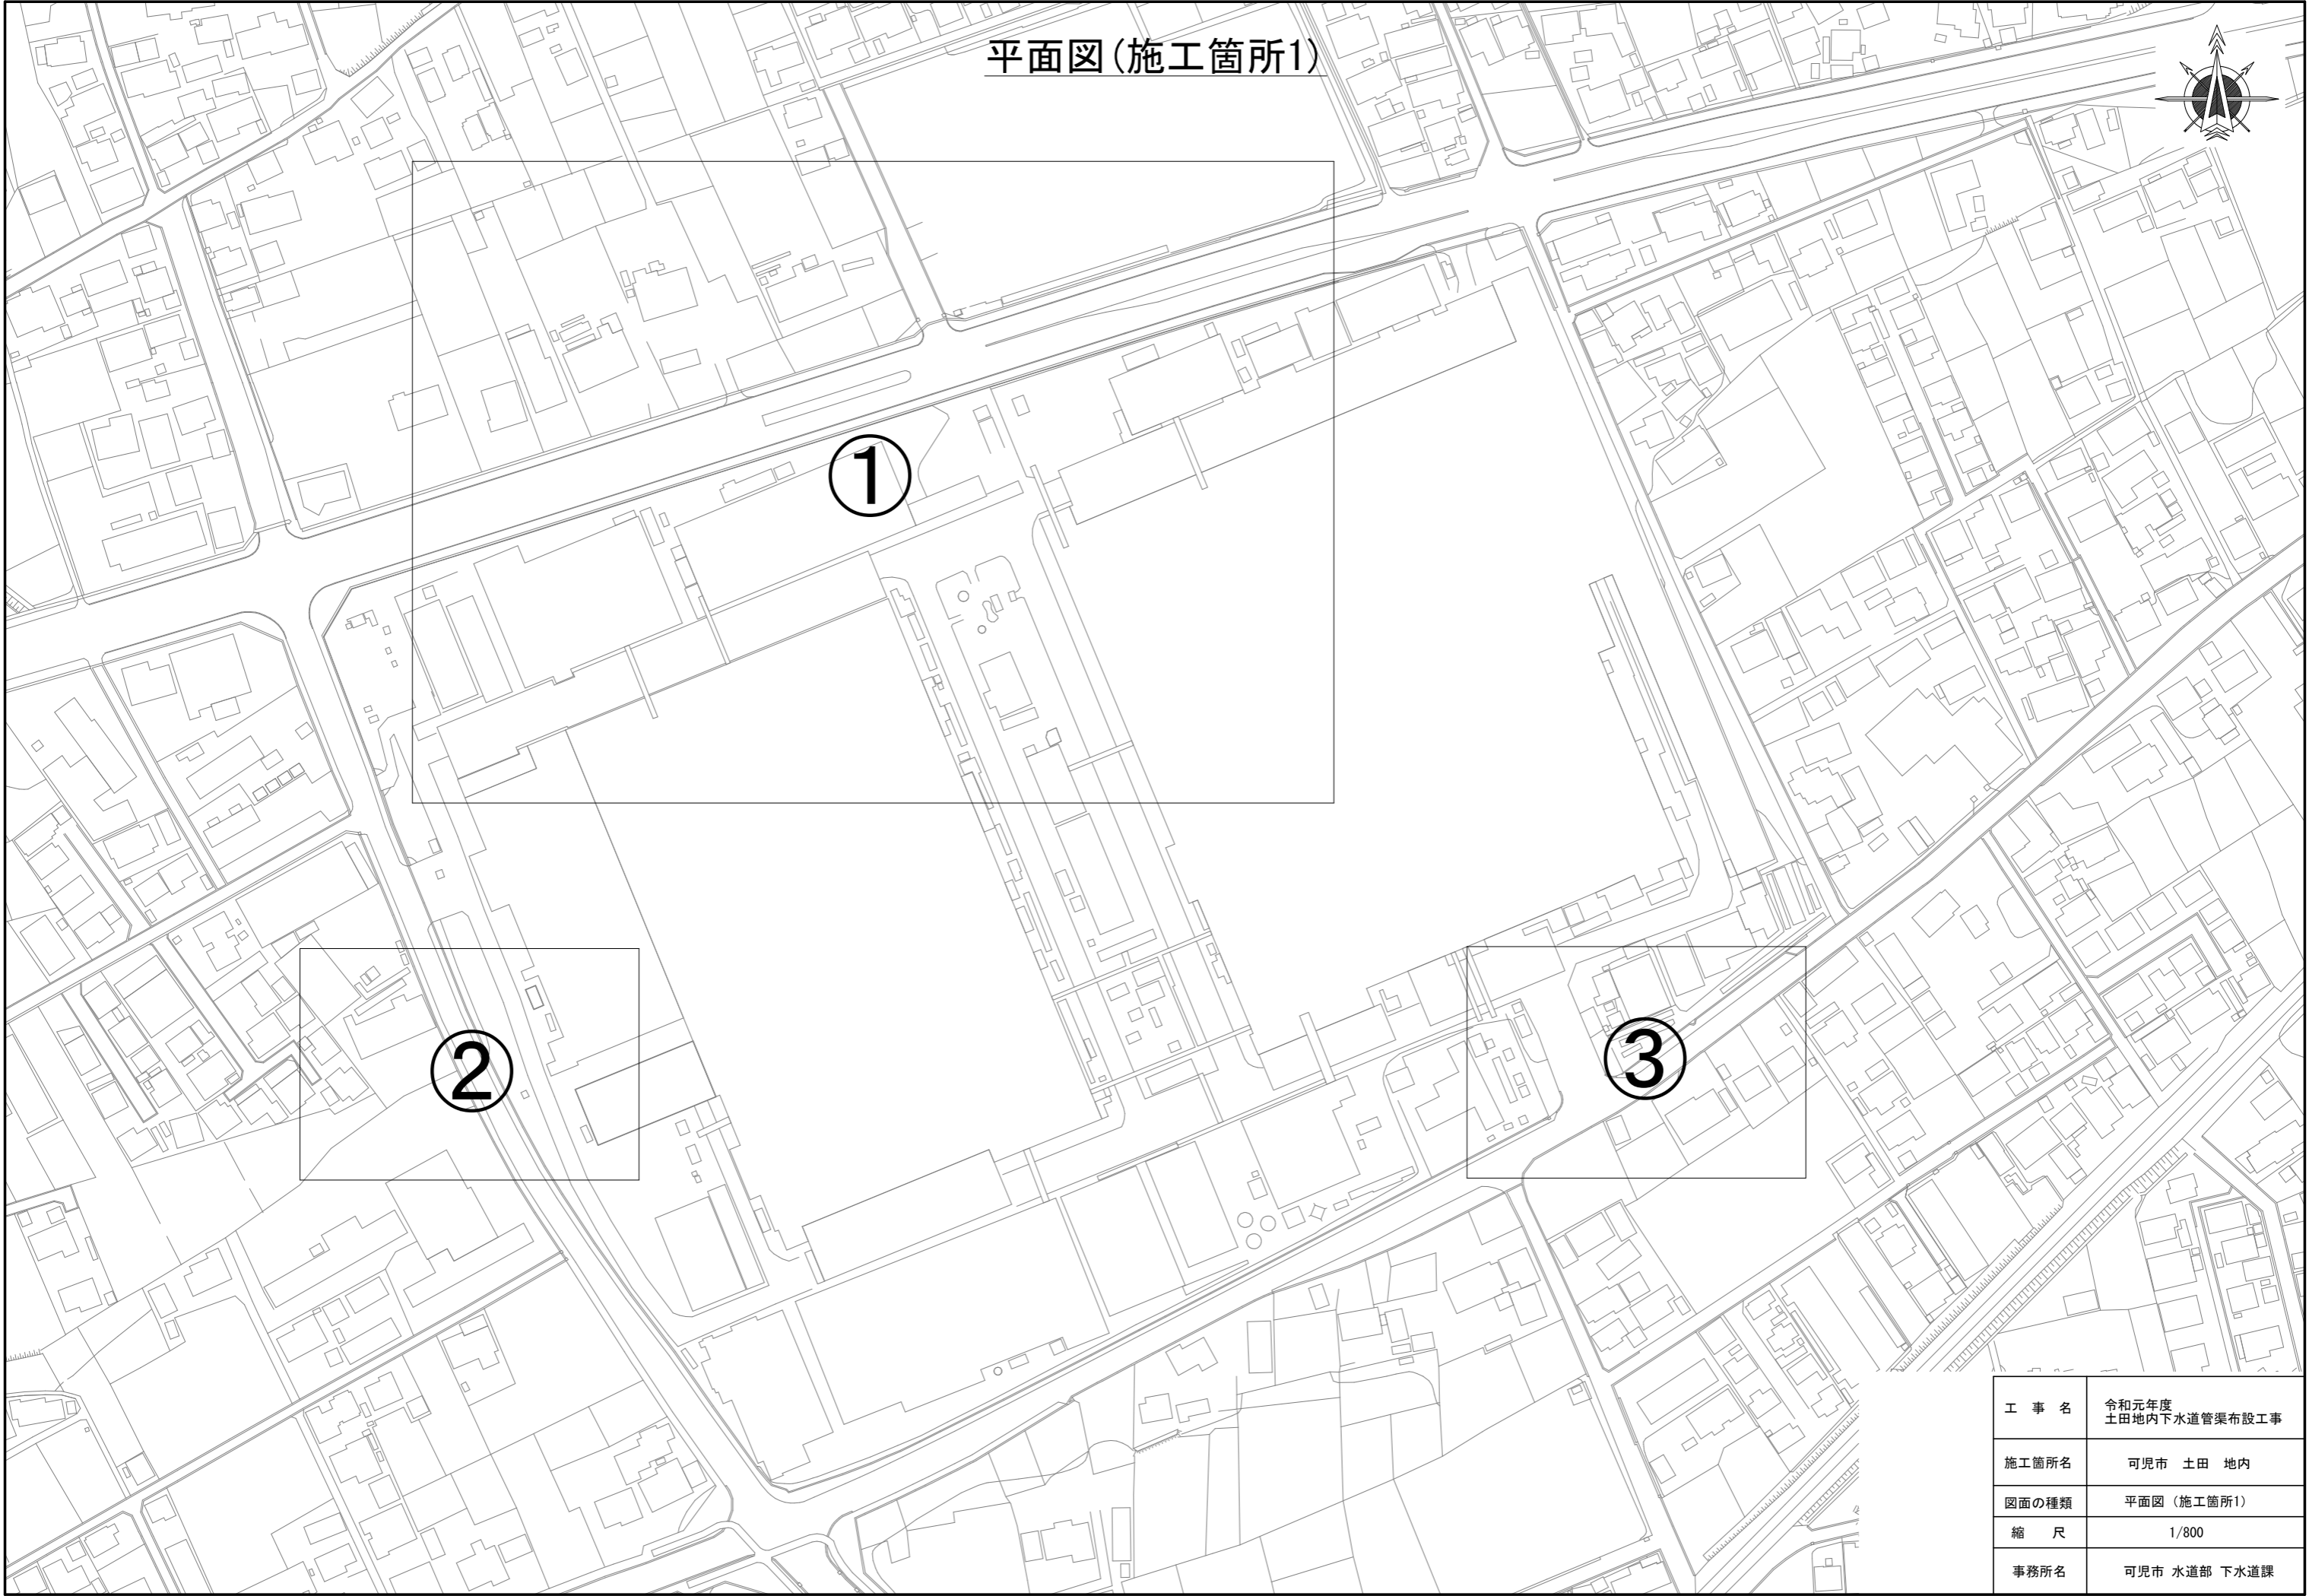 平面図(施工箇所1)
①
②
③
工 事 名
令和元年度
土田地内下水道管渠布設工事
施工箇所名
可児市 土田 地内
図面の種類
平面図(施工箇所1)
縮 尺
1/800
事務所名
可児市 水道部 下水道課